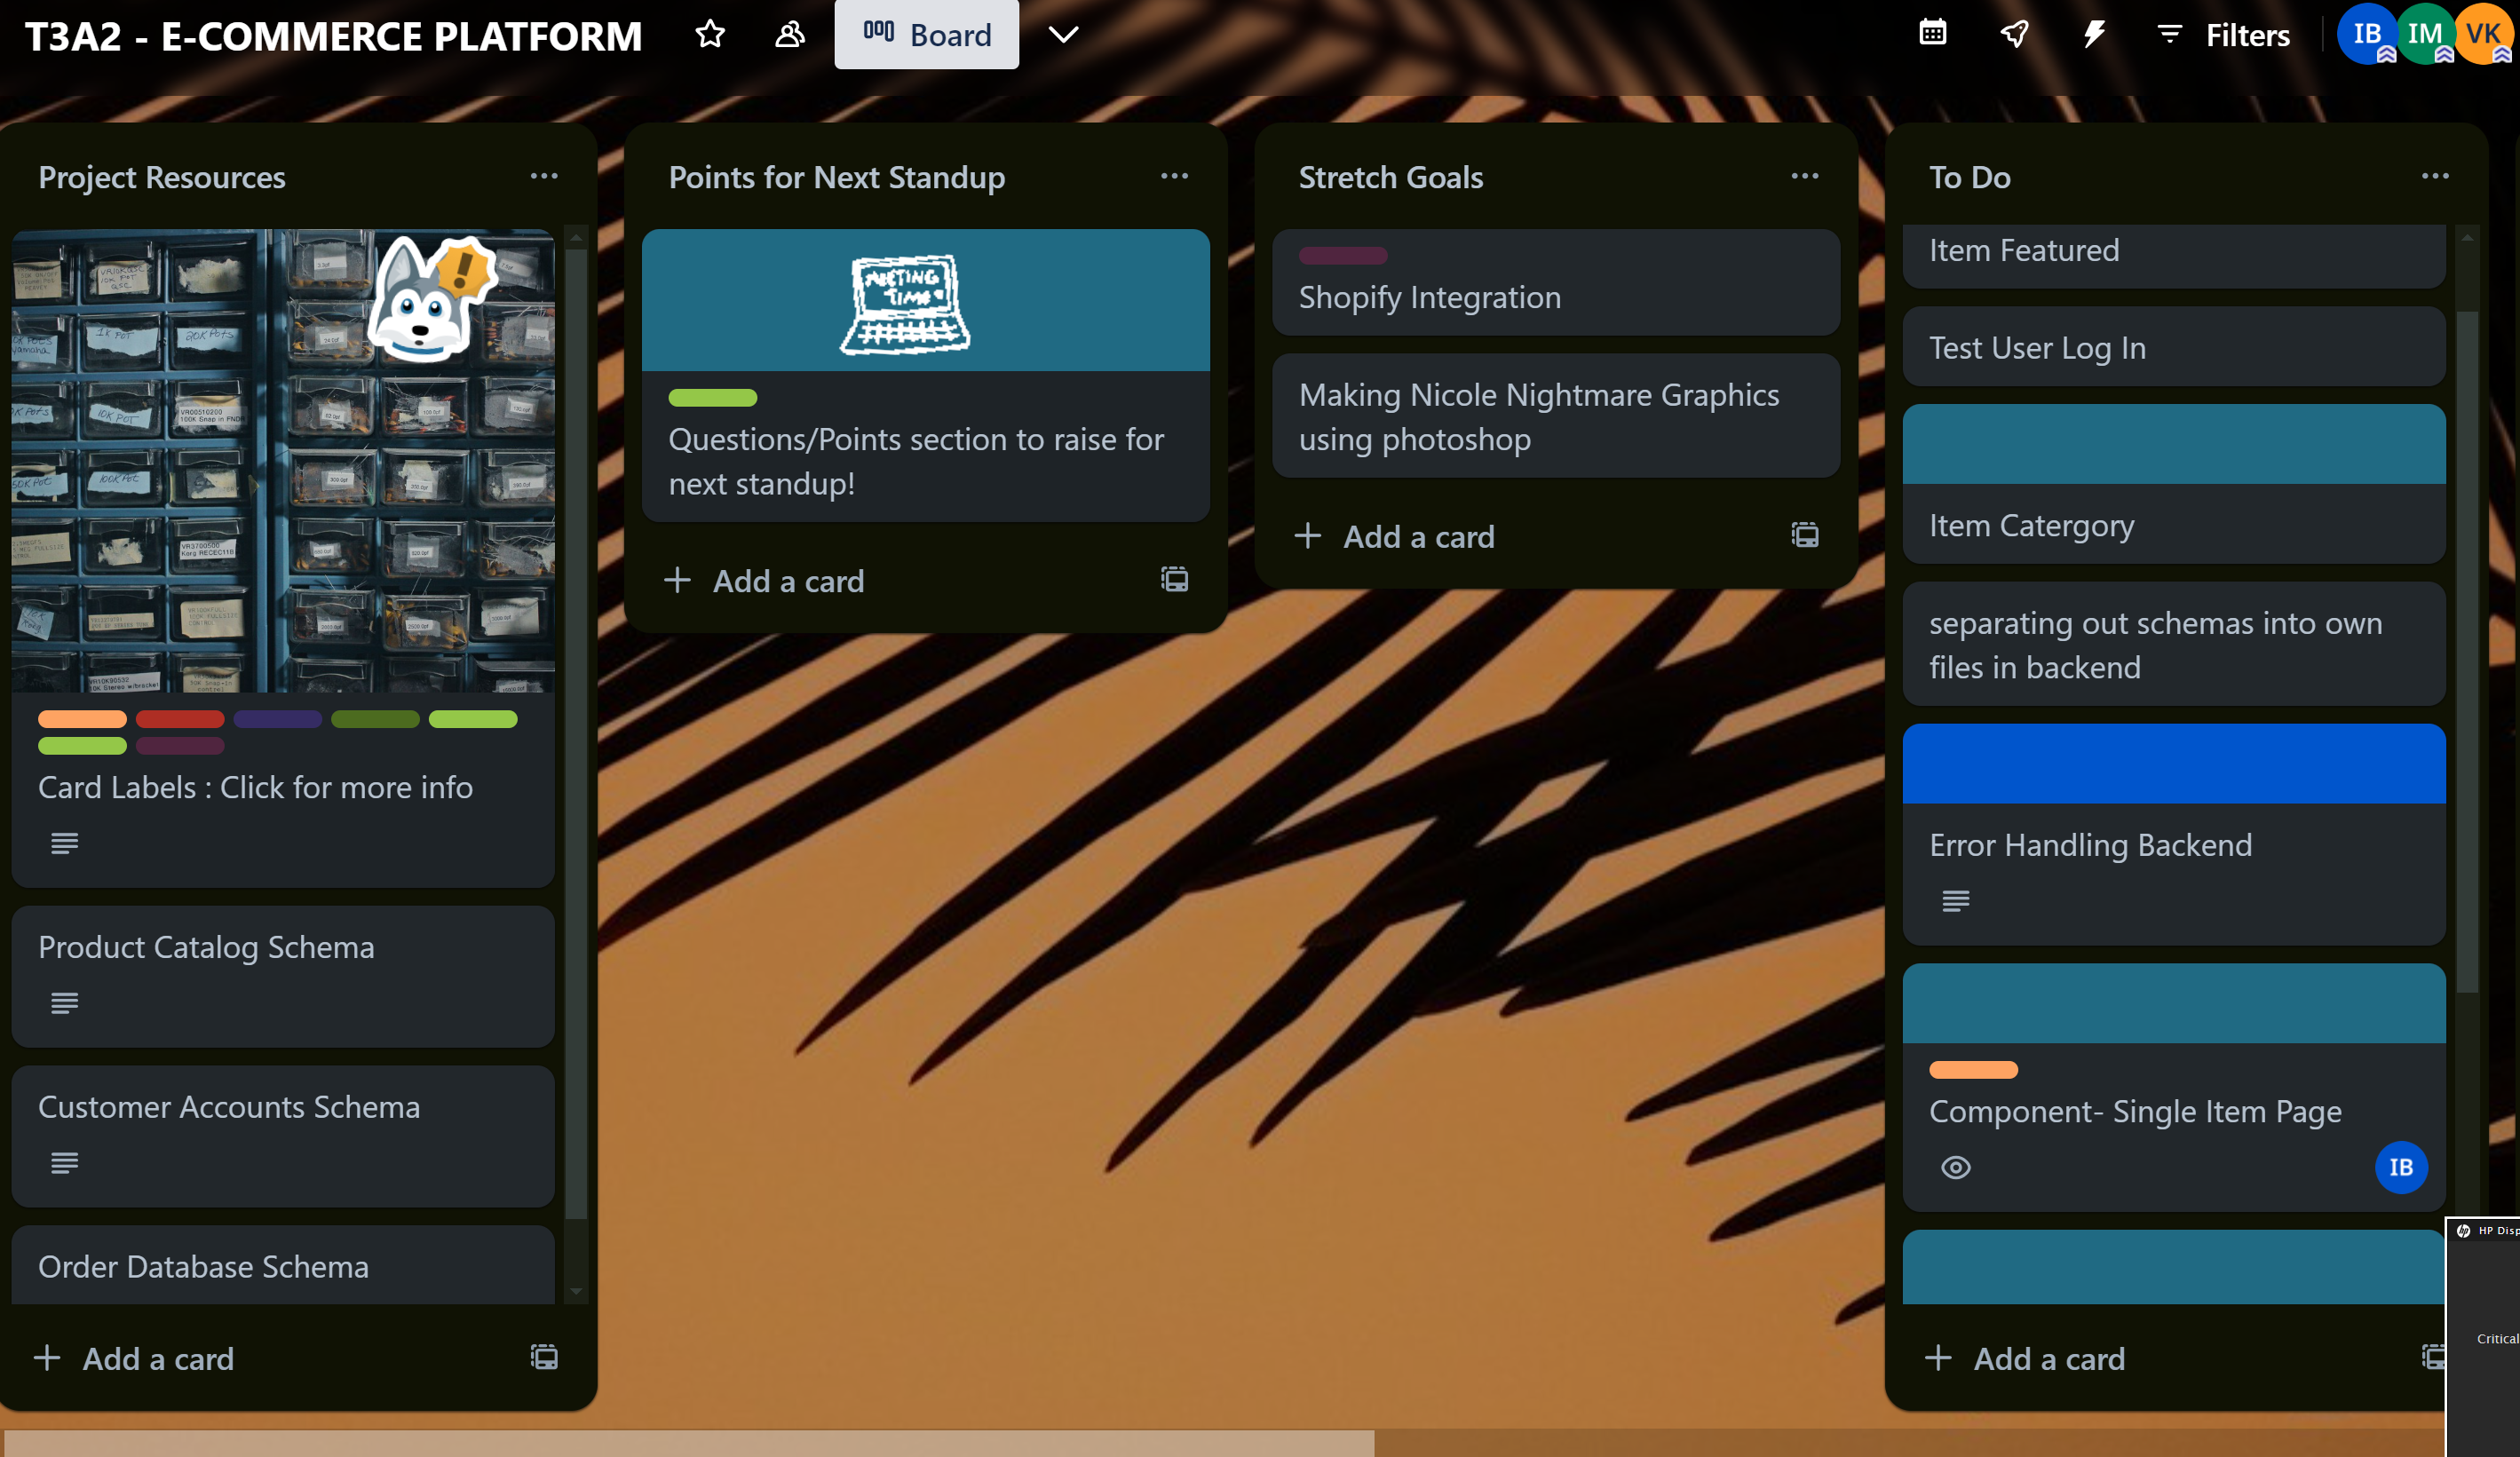 T3A2 - E-COMMERCE PLATFORM
Board
Filters
IB
IM
VK
Project Resources
Card Labels : Click for more info
Product Catalog Schema
Customer Accounts Schema
Order Database Schema
Add a card
Points for Next Standup
MEETING
TIME
Questions/Points section to raise for
next standup!
Add a card
Stretch Goals
Shopify Integration
Making Nicole Nightmare Graphics
using photoshop
Add a card
To Do
Item Featured
Test User Log In
Item Catergory
separating out schemas into own
files in backend
Error Handling Backend
Component- Single Item Page
IB
Add a card
HP Disp
Critical